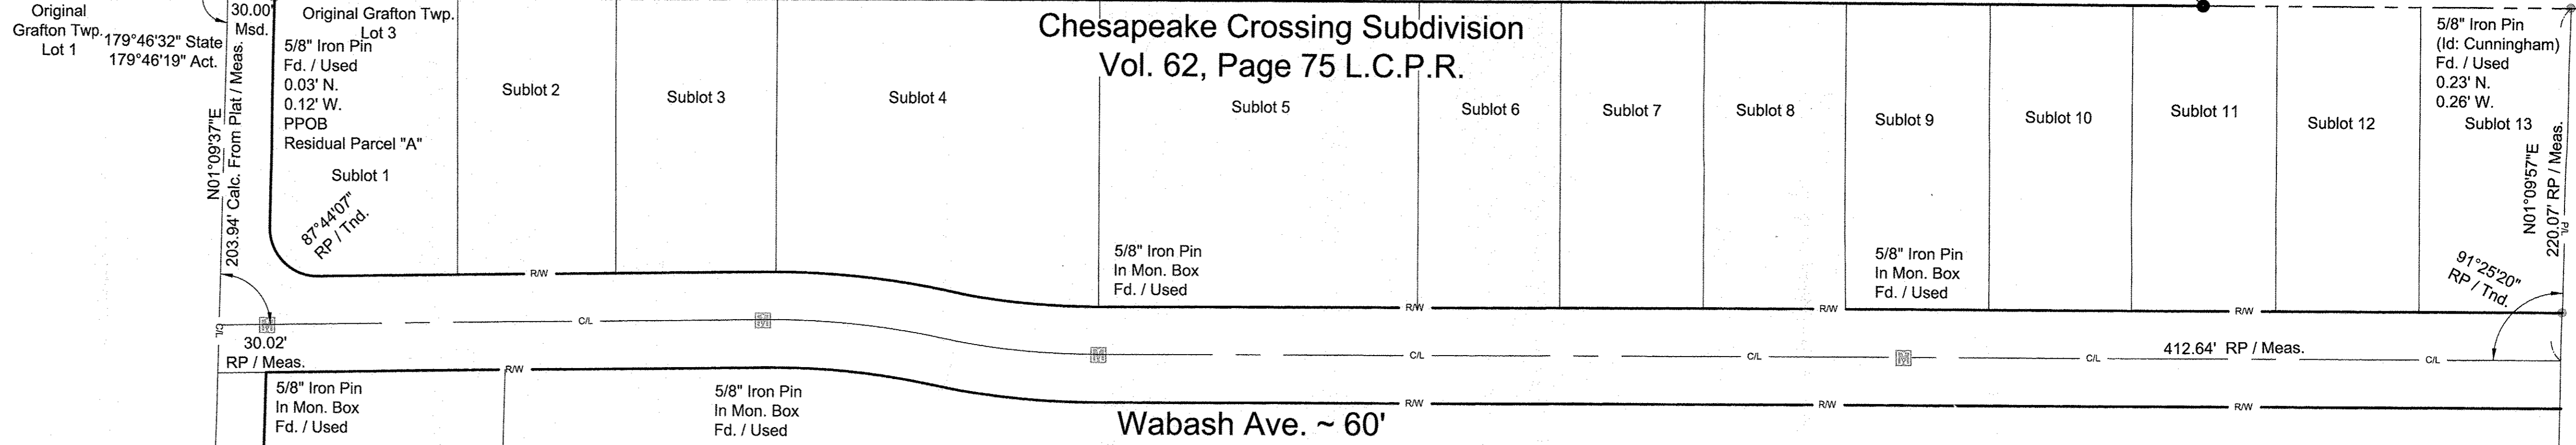 Original
Grafton Twp.
Lot 1
179°46'32" State
179°46'19" Act.
30.00'
Msd.
N01°09'37"E
203.94' Calc. From Plat / Meas.
Original Grafton Twp.
Lot 3
5/8" Iron Pin
Fd. / Used
0.03' N.
0.12' W.
PPOB
Residual Parcel "A"
Sublot 1
87°44'07"
RP / Tnd.
Sublot 2
Sublot 3
Sublot 4
Chesapeake Crossing Subdivision
Vol. 62, Page 75 L.C.P.R.
Sublot 5
Sublot 6
Sublot 7
Sublot 8
Sublot 9
Sublot 10
Sublot 11
Sublot 12
5/8" Iron Pin
(Id: Cunningham)
Fd. / Used
0.23' N.
0.26' W.
Sublot 13
N01°09'57"E
220.07' RP / Meas.
P/L
91°25'20"
RP / Tnd.
5/8" Iron Pin
In Mon. Box
Fd. / Used
5/8" Iron Pin
In Mon. Box
Fd. / Used
R/W
R/W
R/W
R/W
C/L
C/L
C/L
C/L
C/L
C/L
412.64' RP / Meas.
30.02'
RP / Meas.
R/W
R/W
R/W
R/W
5/8" Iron Pin
In Mon. Box
Fd. / Used
5/8" Iron Pin
In Mon. Box
Fd. / Used
Wabash Ave. ~ 60'